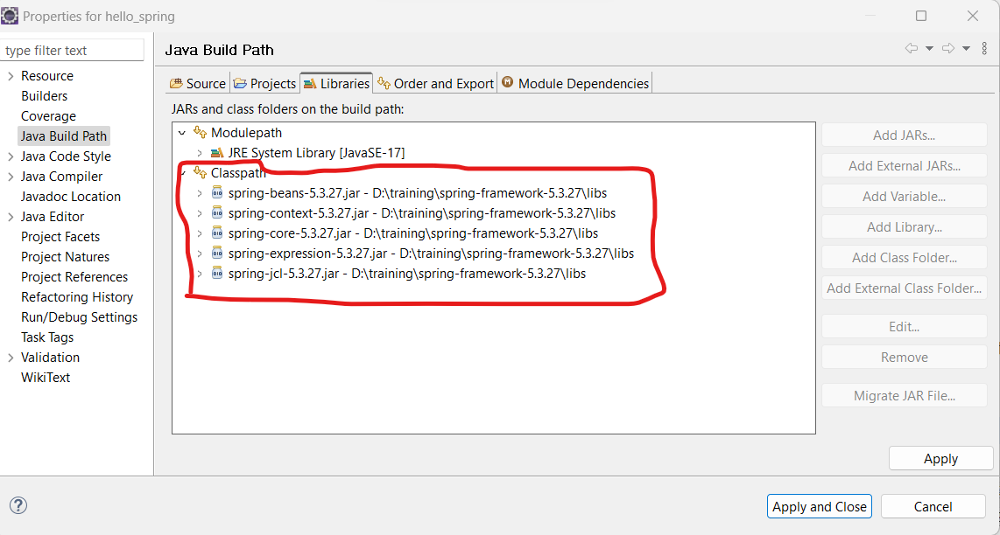 Properties for hello_spring
type filter text
Resource
Builders
Coverage
Java Build Path
Java Code Style
Java Compiler
Javadoc Location
Java Editor
Project Facets
Project Natures
Project References
Refactoring History
Run/Debug Settings
Task Tags
Validation
WikiText
Java Build Path
Source Projects Libraries Order and Export Module Dependencies
JARs and class folders on the build path:
Modulepath
JRE System Library [JavaSE-17]
Classpath
spring-beans-5.3.27.jar - D:\training\spring-framework-5.3.27\libs
spring-context-5.3.27.jar - D:\training\spring-framework-5.3.27\libs
spring-core-5.3.27.jar - D:\training\spring-framework-5.3.27\libs
spring-expression-5.3.27.jar - D:\training\spring-framework-5.3.27\libs
spring-jcl-5.3.27.jar - D:\training\spring-framework-5.3.27\libs
Add JARs...
Add External JARs...
Add Variable...
Add Library...
Add Class Folder...
Add External Class Folder...
Edit...
Remove
Migrate JAR File...
Apply
Apply and Close Cancel